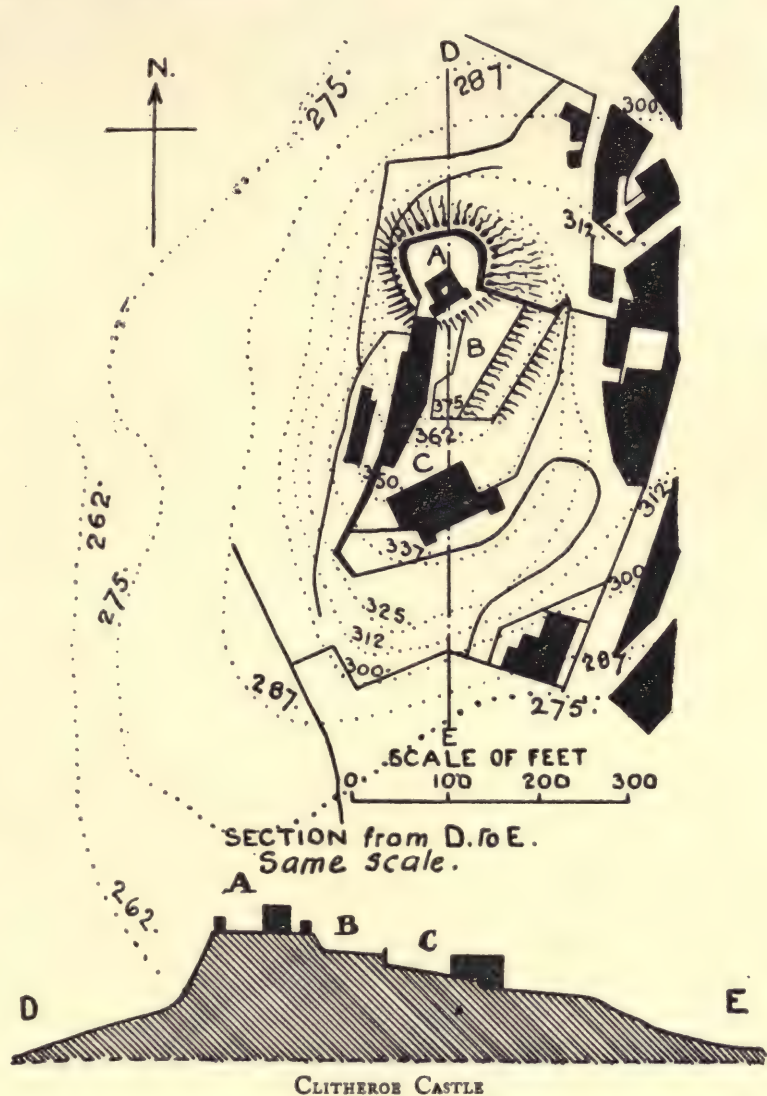 N.
D
287.
275.
300.
312.
A
B
375.
362.
C
350.
262.
337
312.
275.
300.
325.
312
300.
287.
287.
275.
E
SCALE OF FEET
0. 100 200 300
SECTION from D. to E.
Same scale.
262.
A
B
C
D
E
CLITHEROE CASTLE